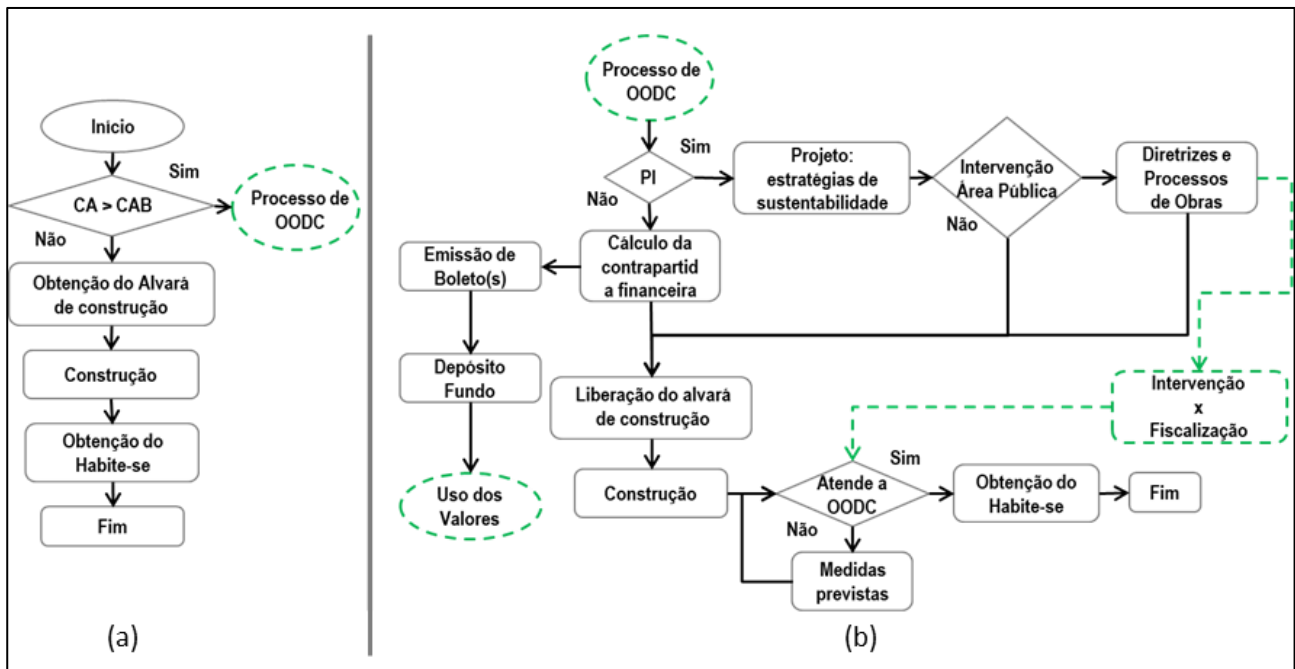 Início
Sim
CA > CAB
Processo de
OODC
Não
Obtenção do Alvará
de construção
Construção
Obtenção do
Habite-se
Fim
(a)
Processo de
OODC
Sim
PI
Não
Projeto:
estratégias de
sustentabilidade
Intervenção
Área Pública
Não
Diretrizes e
Processos
de Obras
Emissão de
Boleto(s)
Cálculo da
contrapartid
a financeira
Depósito
Fundo
Uso dos
Valores
Liberação do alvará
de construção
Intervenção
x
Fiscalização
Construção
Sim
Atende a
OODC
Não
Obtenção do
Habite-se
Fim
Medidas
previstas
(b)